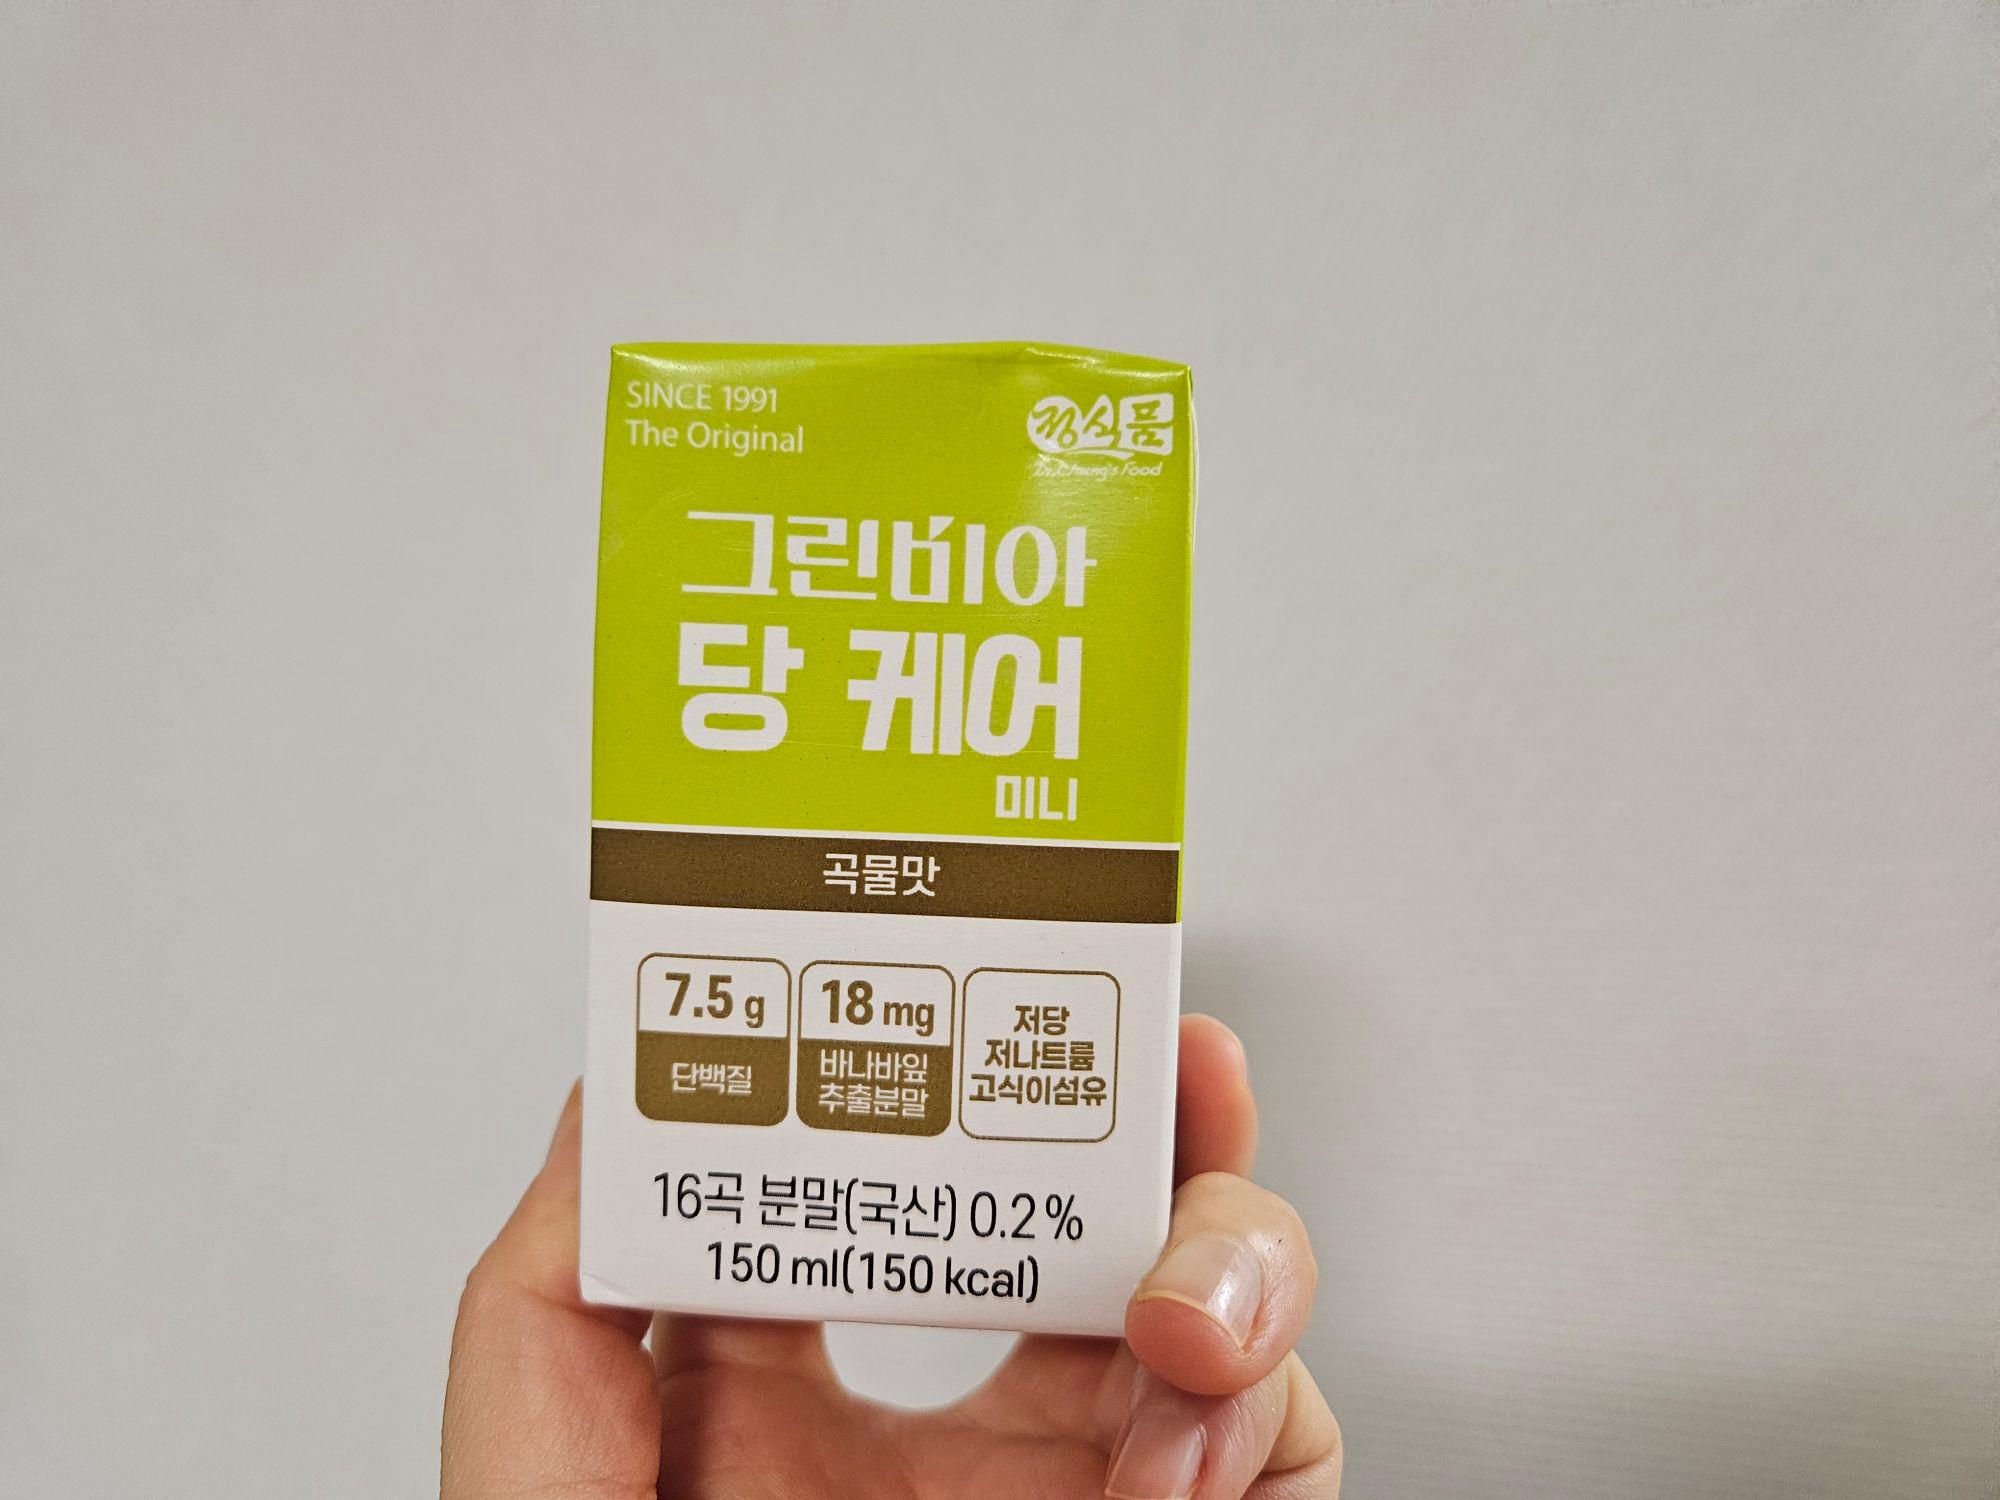 SINCE 1991
The Original
정식품
Dr.Chung's Food
그린비아
당 케어
미니
곡물맛
7.5 g
단백질
18 mg
바나바잎
추출분말
저당
저나트륨
고식이섬유
16곡 분말(국산) 0.2 %
150 ml(150 kcal)